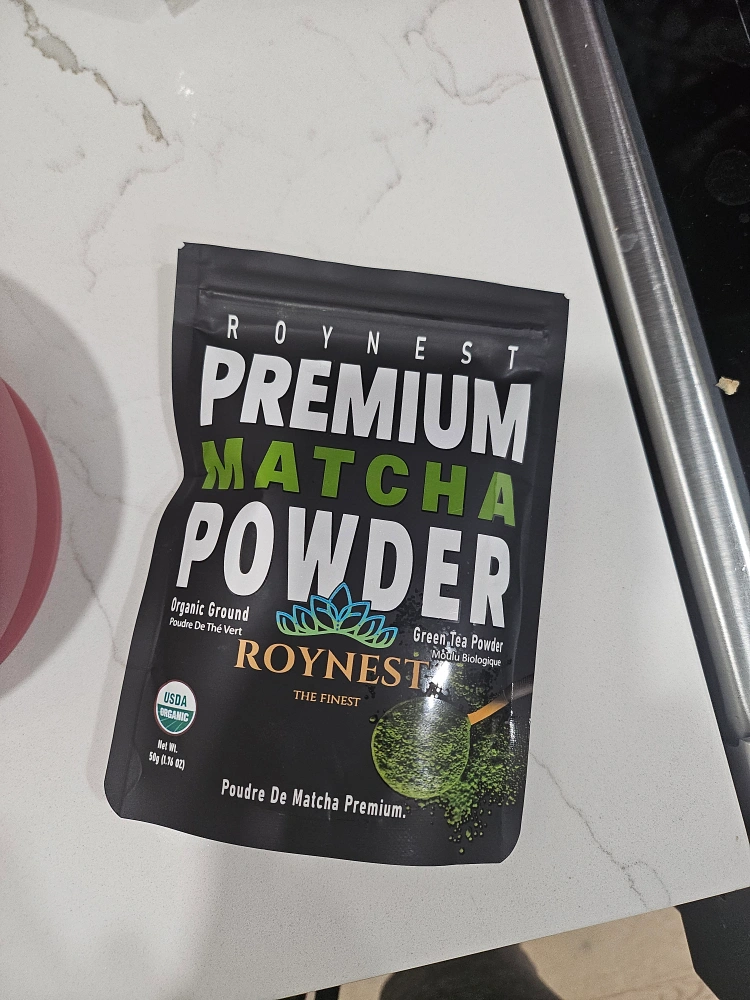 ROYNEST
PREMIUM
MATCHA
POWDER
Organic Ground
Poudre De Thé Vert
Green Tea Powder
Moulu Biologique
ROYNEST
THE FINEST
USDA
ORGANIC
Net Wt.
50g (1.76 OZ)
Poudre De Matcha Premium.